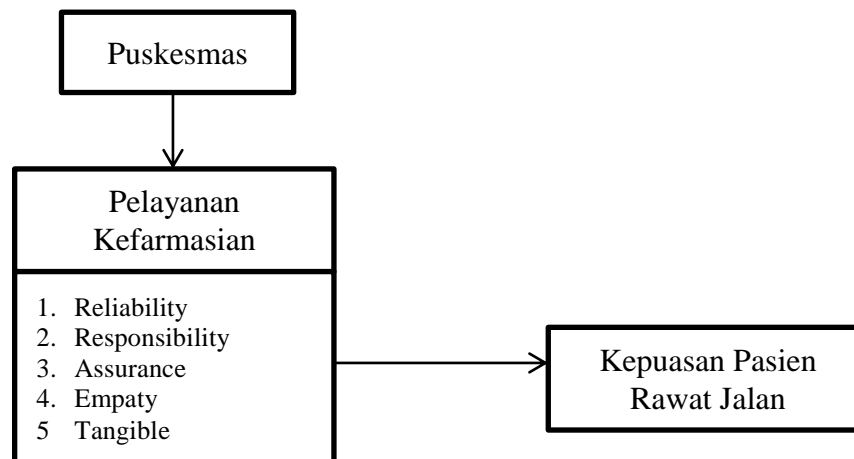 Puskesmas
Pelayanan
Kefarmasian
1. Reliability
2. Responsibility
3. Assurance
4. Empaty
5 Tangible
Kepuasan Pasien
Rawat Jalan